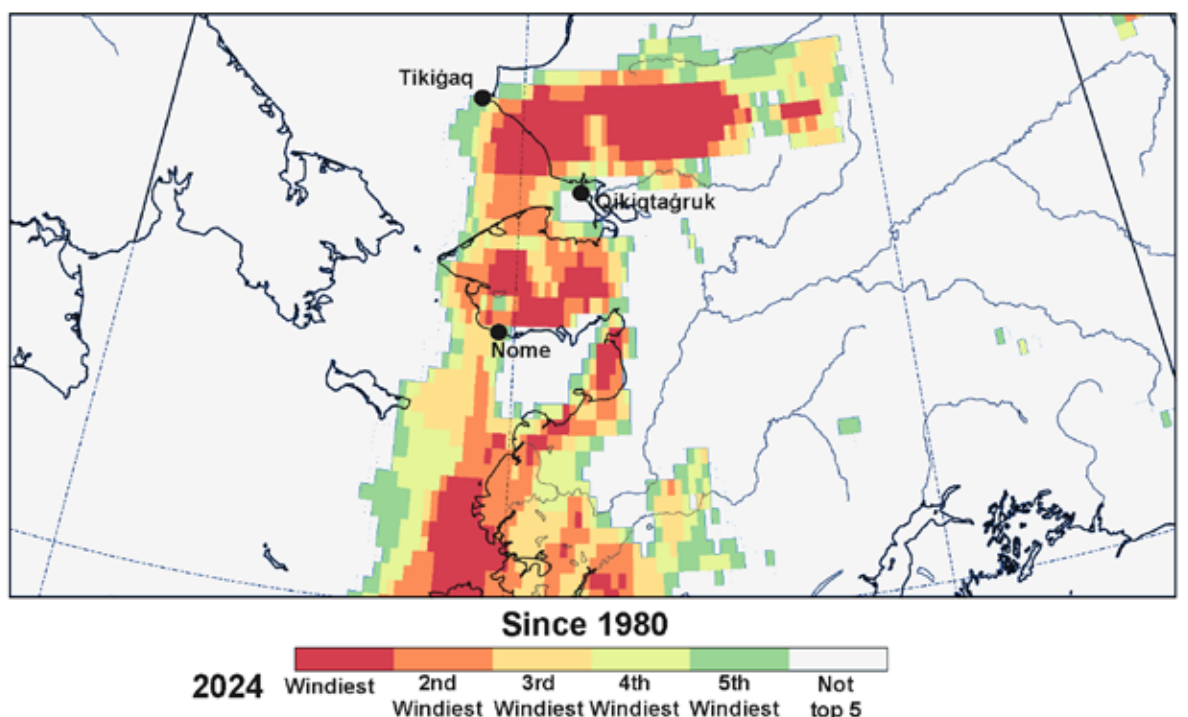 Tikiġaq
Qikiqtaġruk
Nome
Since 1980
2024
Windiest
2nd Windiest
3rd Windiest
4th Windiest
5th Windiest
Not top 5